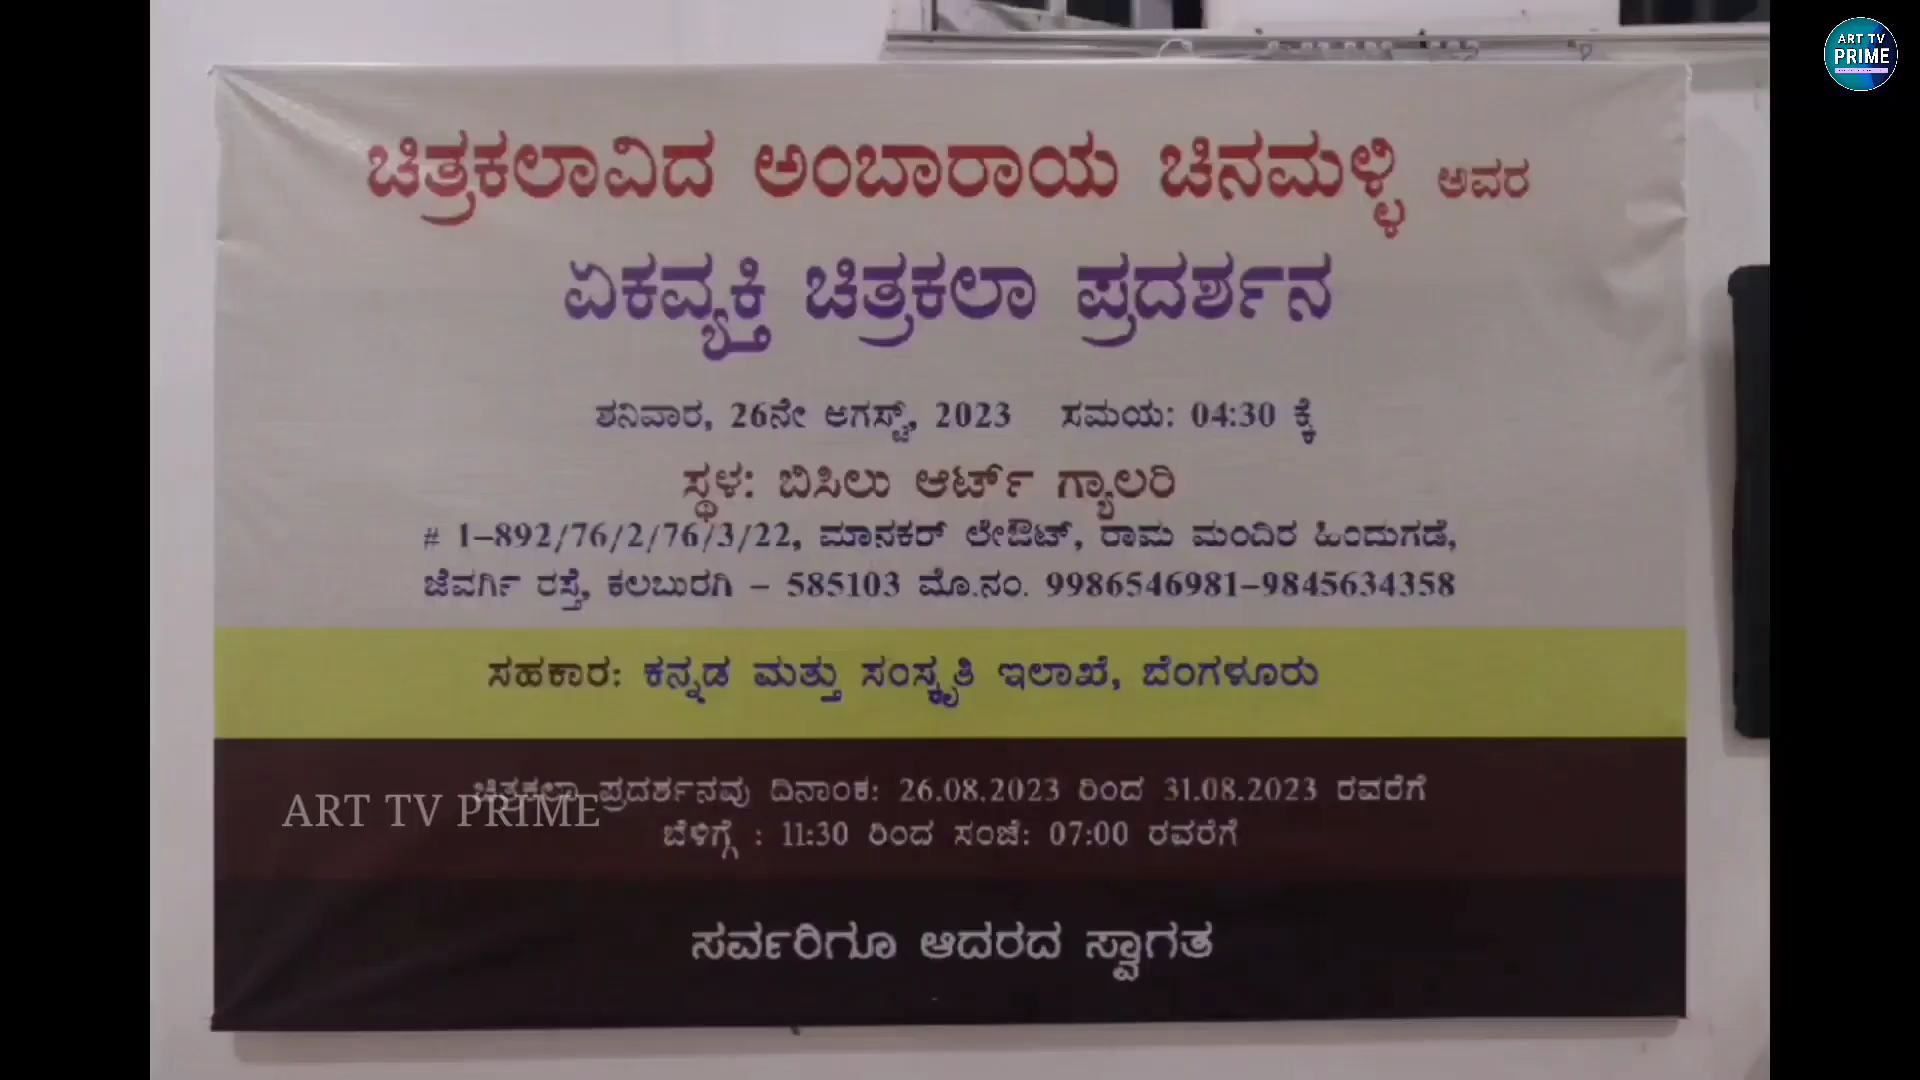 ART TV
PRIME
ಚಿತ್ರಕಲಾವಿದ ಅಂಬಾರಾಯ ಚಿನಮಳ್ಳಿ ಅವರ
ಏಕವ್ಯಕ್ತಿ ಚಿತ್ರಕಲಾ ಪ್ರದರ್ಶನ
ಶನಿವಾರ, 26ನೇ ಆಗಸ್ಟ್, 2023 ಸಮಯ: 04:30 ಕ್ಕೆ
ಸ್ಥಳ: ಬಿಸಿಲು ಆರ್ಟ್ ಗ್ಯಾಲರಿ
# 1-892/76/2/76/3/22, ಮಾನಕರ್ ಲೇಔಟ್, ರಾಮ ಮಂದಿರ ಹಿಂದುಗಡೆ,
ಜೆವರ್ಗಿ ರಸ್ತೆ, ಕಲಬುರಗಿ - 585103 ಮೊ.ನಂ. 9986546981-9845634358
ಸಹಕಾರ: ಕನ್ನಡ ಮತ್ತು ಸಂಸ್ಕೃತಿ ಇಲಾಖೆ, ಬೆಂಗಳೂರು
ಚಿತ್ರಕಲಾ ಪ್ರದರ್ಶನವು ದಿನಾಂಕ: 26.08.2023 ರಿಂದ 31.08.2023 ರವರೆಗೆ
ART TV PRIME
ಬೆಳಿಗ್ಗೆ : 11:30 ರಿಂದ ಸಂಜೆ: 07:00 ರವರೆಗೆ
ಸರ್ವರಿಗೂ ಆದರದ ಸ್ವಾಗತ